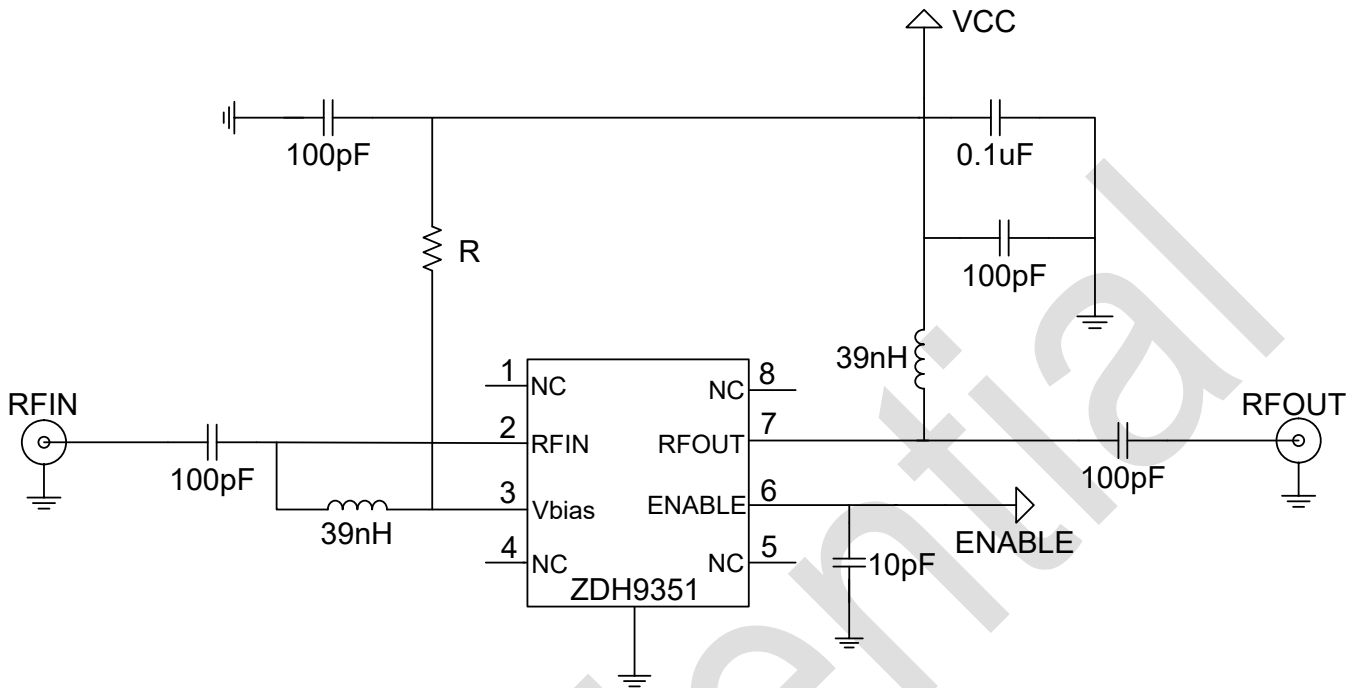 VCC
100pF
0.1uF
R
100pF
39nH
1
NC
NC
8
RFIN
RFOUT
2
RFIN
RFOUT
7
100pF
100pF
3
Vbias
ENABLE
6
39nH
ENABLE
4
NC
NC
5
10pF
ZDH9351